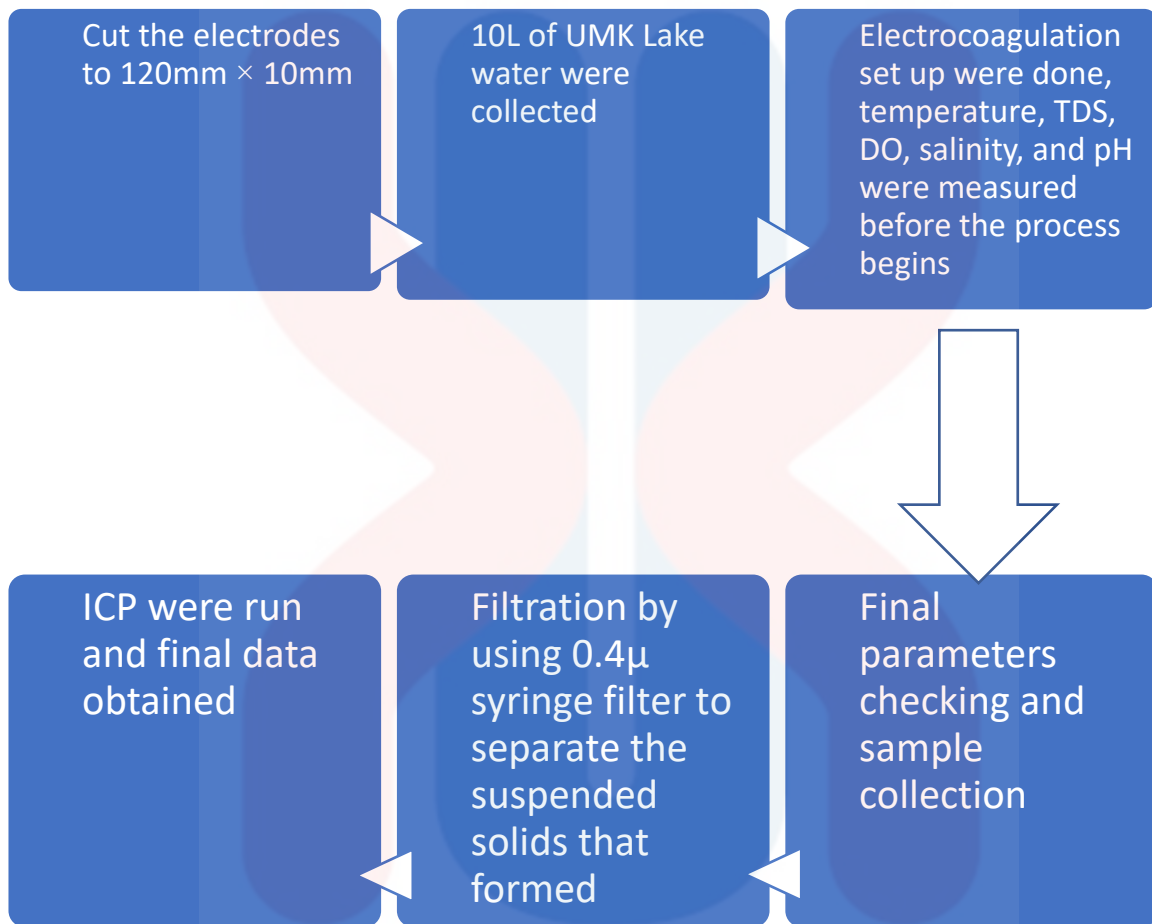 Cut the electrodes
to 120mm × 10mm
10L of UMK Lake
water were
collected
Electrocoagulation
set up were done,
temperature, TDS,
DO, salinity, and pH
were measured
before the process
begins
Final
parameters
checking and
sample
collection
Filtration by
using 0.4µ
syringe filter to
separate the
suspended
solids that
formed
ICP were run
and final data
obtained